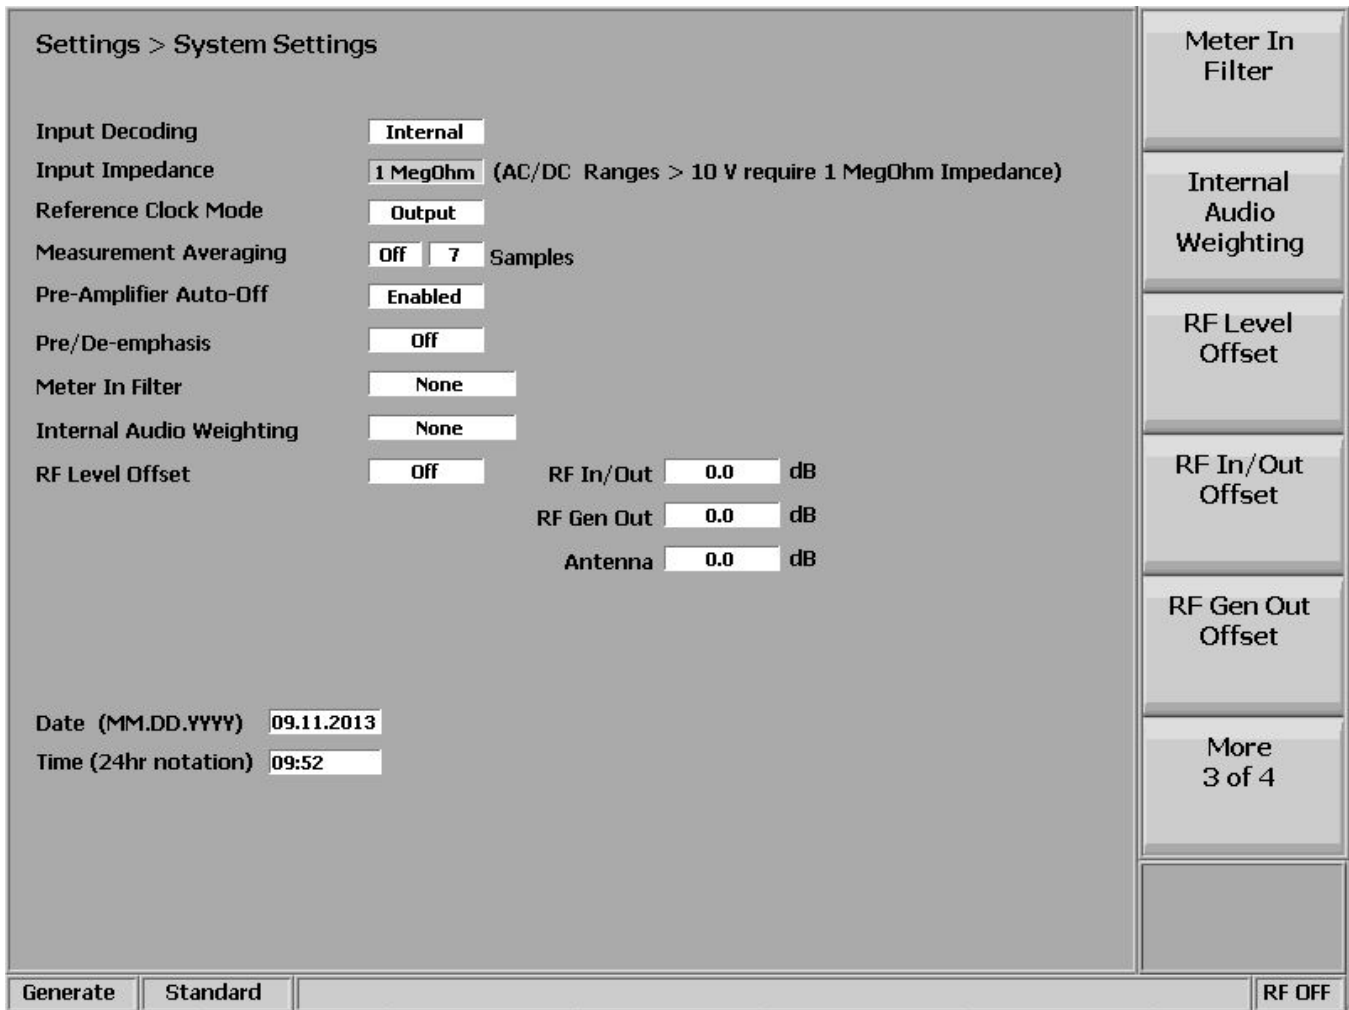 Settings > System Settings
Input Decoding Internal
Input Impedance 1 MegOhm (AC/DC Ranges > 10 V require 1 MegOhm Impedance)
Reference Clock Mode Output
Measurement Averaging Off 7 Samples
Pre-Amplifier Auto-Off Enabled
Pre/De-emphasis Off
Meter In Filter None
Internal Audio Weighting None
RF Level Offset Off RF In/Out 0.0 dB
RF Gen Out 0.0 dB
Antenna 0.0 dB
Date (MM.DD.YYYY) 09.11.2013
Time (24hr notation) 09:52
Meter In
Filter
Internal
Audio
Weighting
RF Level
Offset
RF In/Out
Offset
RF Gen Out
Offset
More
3 of 4
Generate Standard RF OFF